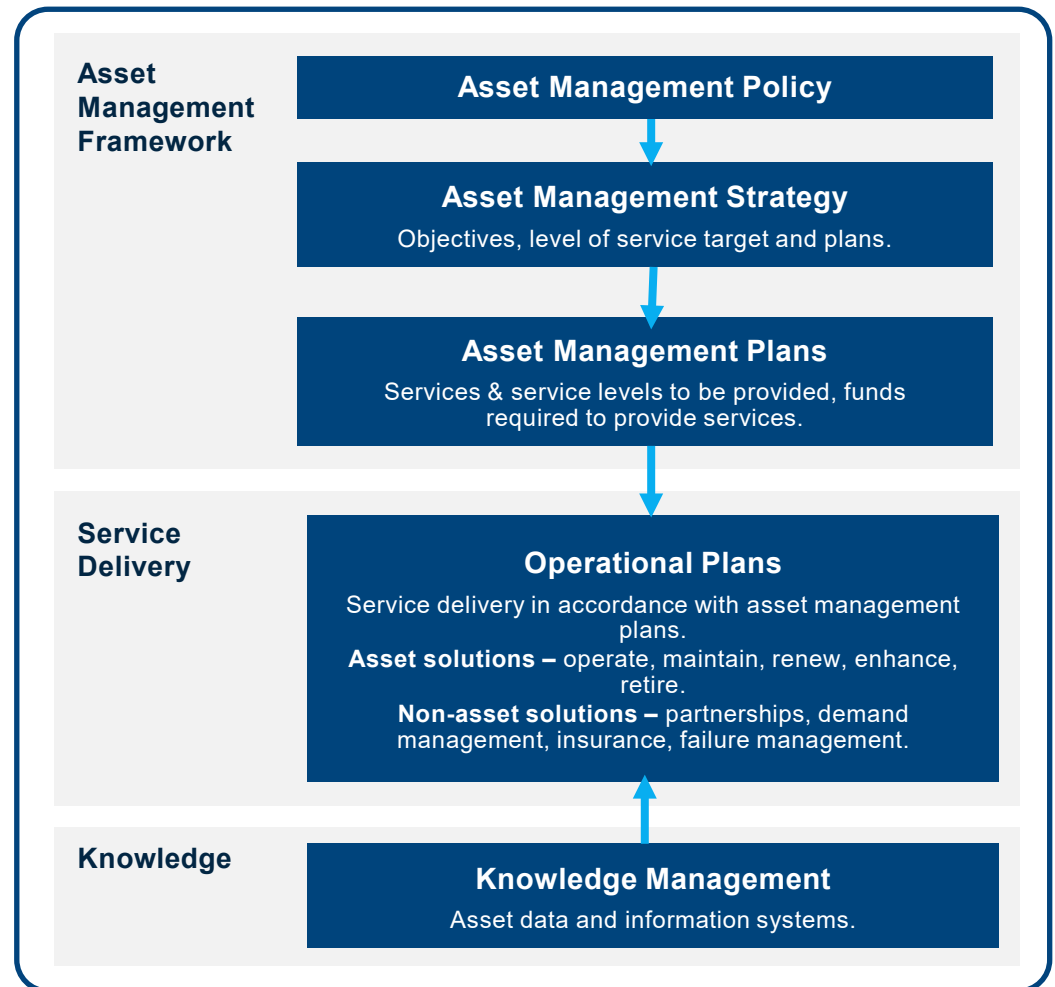 Asset
Management
Framework
Asset Management Policy
Asset Management Strategy
Objectives, level of service target and plans.
Asset Management Plans
Services & service levels to be provided, funds
required to provide services.
Service
Delivery
Operational Plans
Service delivery in accordance with asset management
plans.
Asset solutions – operate, maintain, renew, enhance,
retire.
Non-asset solutions – partnerships, demand
management, insurance, failure management.
Knowledge
Knowledge Management
Asset data and information systems.